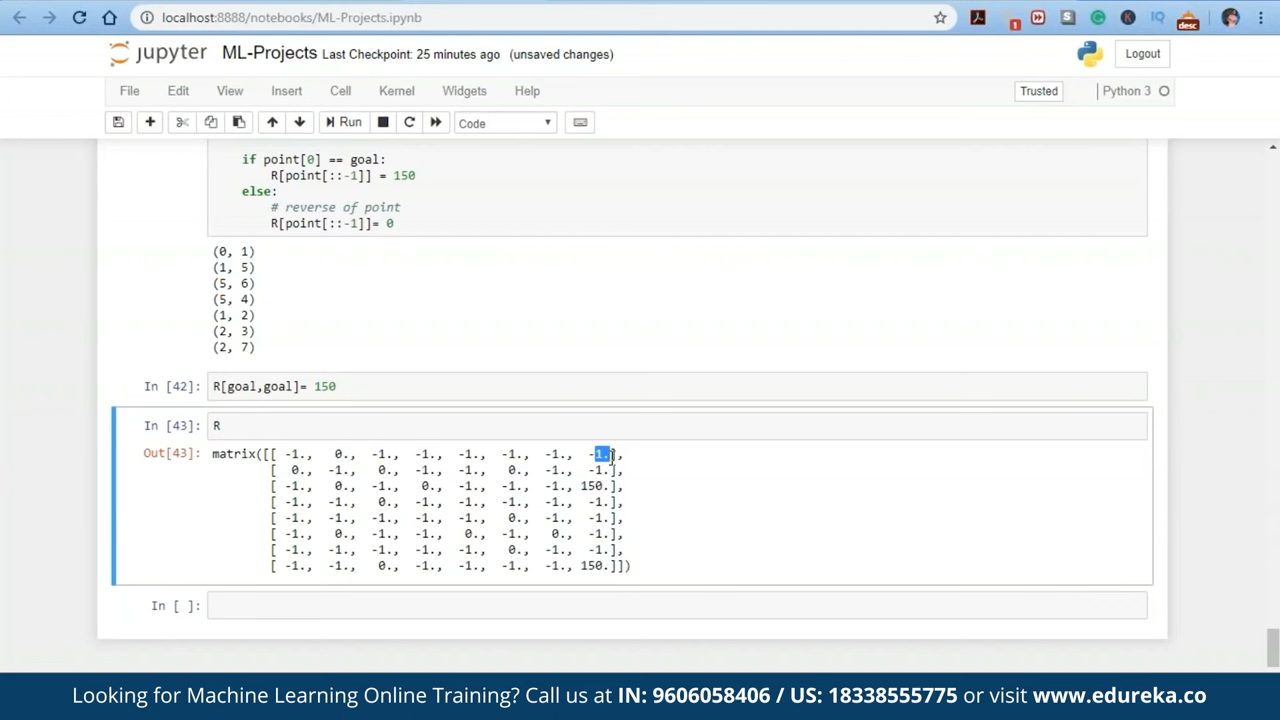 localhost:8888/notebooks/ML-Projects.ipynb
1
S
K
IQ
desc
jupyter ML-Projects Last Checkpoint: 25 minutes ago (unsaved changes)
Logout
File Edit View Insert Cell Kernel Widgets Help
Trusted Python 3
Run Code
if point[0] == goal:
R[point[::-1]] = 150
else:
# reverse of point
R[point[::-1]]= 0
(0, 1)
(1, 5)
(5, 6)
(5, 4)
(1, 2)
(2, 3)
(2, 7)
In [42]: R[goal,goal]= 150
In [43]: R
Out[43]: matrix([[ -1., 0., -1., -1., -1., -1., -1., -1.],
[ 0., -1., 0., -1., -1., 0., -1., -1.],
[ -1., 0., -1., 0., -1., -1., -1., 150.],
[ -1., -1., 0., -1., -1., -1., -1., -1.],
[ -1., -1., -1., -1., -1., 0., -1., -1.],
[ -1., 0., -1., -1., 0., -1., 0., -1.],
[ -1., -1., -1., -1., -1., 0., -1., -1.],
[ -1., -1., 0., -1., -1., -1., -1., 150.]])
In [ ]:
Looking for Machine Learning Online Training? Call us at IN: 9606058406 / US: 18338555775 or visit www.edureka.co